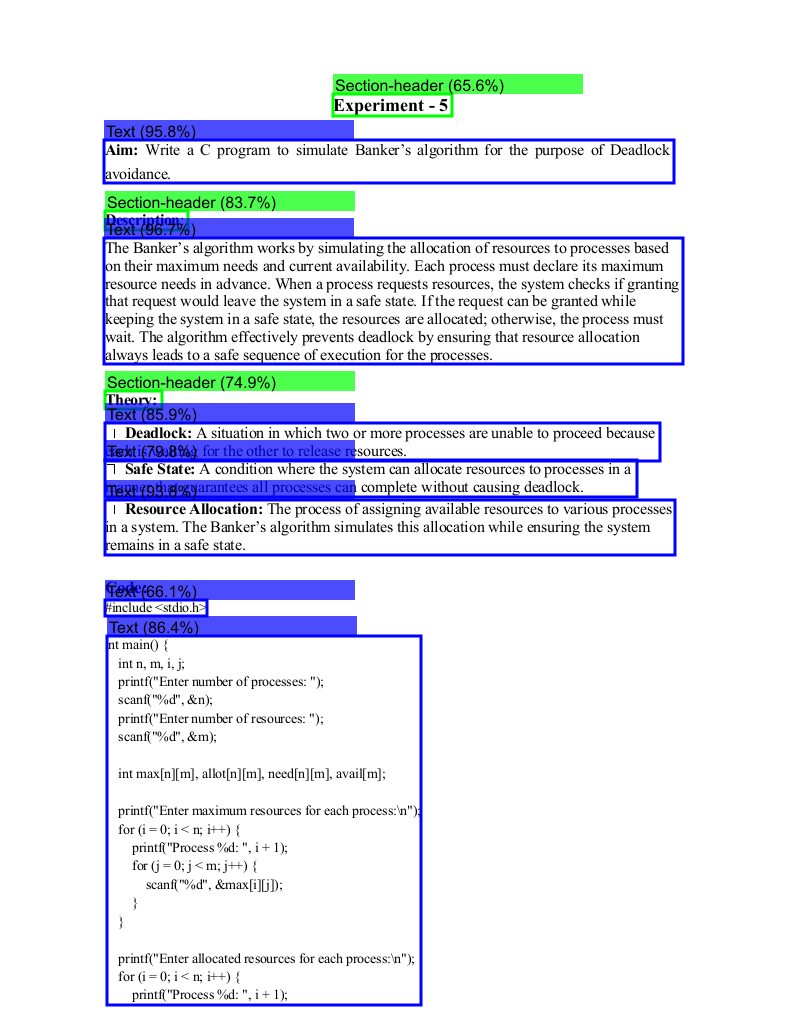 Section-header (65.6%)
Experiment - 5
Text (95.8%)
Aim: Write a C program to simulate Banker's algorithm for the purpose of Deadlock
avoidance.
Section-header (83.7%)
Description:
Text (96.7%)
The Banker's algorithm works by simulating the allocation of resources to processes based
on their maximum needs and current availability. Each process must declare its maximum
resource needs in advance. When a process requests resources, the system checks if granting
that request would leave the system in a safe state. If the request can be granted while
keeping the system in a safe state, the resources are allocated; otherwise, the process must
wait. The algorithm effectively prevents deadlock by ensuring that resource allocation
always leads to a safe sequence of execution for the processes.
Section-header (74.9%)
Theory:
Text (85.9%)
Deadlock: A situation in which two or more processes are unable to proceed because
Text (79.8%)
for the other to release resources.
Safe State: A condition where the system can allocate resources to processes in a
Text (93.8%)
manner that guarantees all processes can complete without causing deadlock.
Resource Allocation: The process of assigning available resources to various processes
in a system. The Banker's algorithm simulates this allocation while ensuring the system
remains in a safe state.
Code:
Text (66.1%)
#include <stdio.h>
Text (86.4%)
nt main() {
int n, m, i, j;
printf("Enter number of processes: ");
scanf("%d", &n);
printf("Enter number of resources: ");
scanf("%d", &m);
int max[n][m], allot[n][m], need[n][m], avail[m];
printf("Enter maximum resources for each process:\n");
for (i = 0; i < n; i++) {
printf("Process %d: ", i + 1);
for (j = 0; j < m; j++) {
scanf("%d", &max[i][j]);
}
}
printf("Enter allocated resources for each process:\n");
for (i = 0; i < n; i++) {
printf("Process %d: ", i + 1);